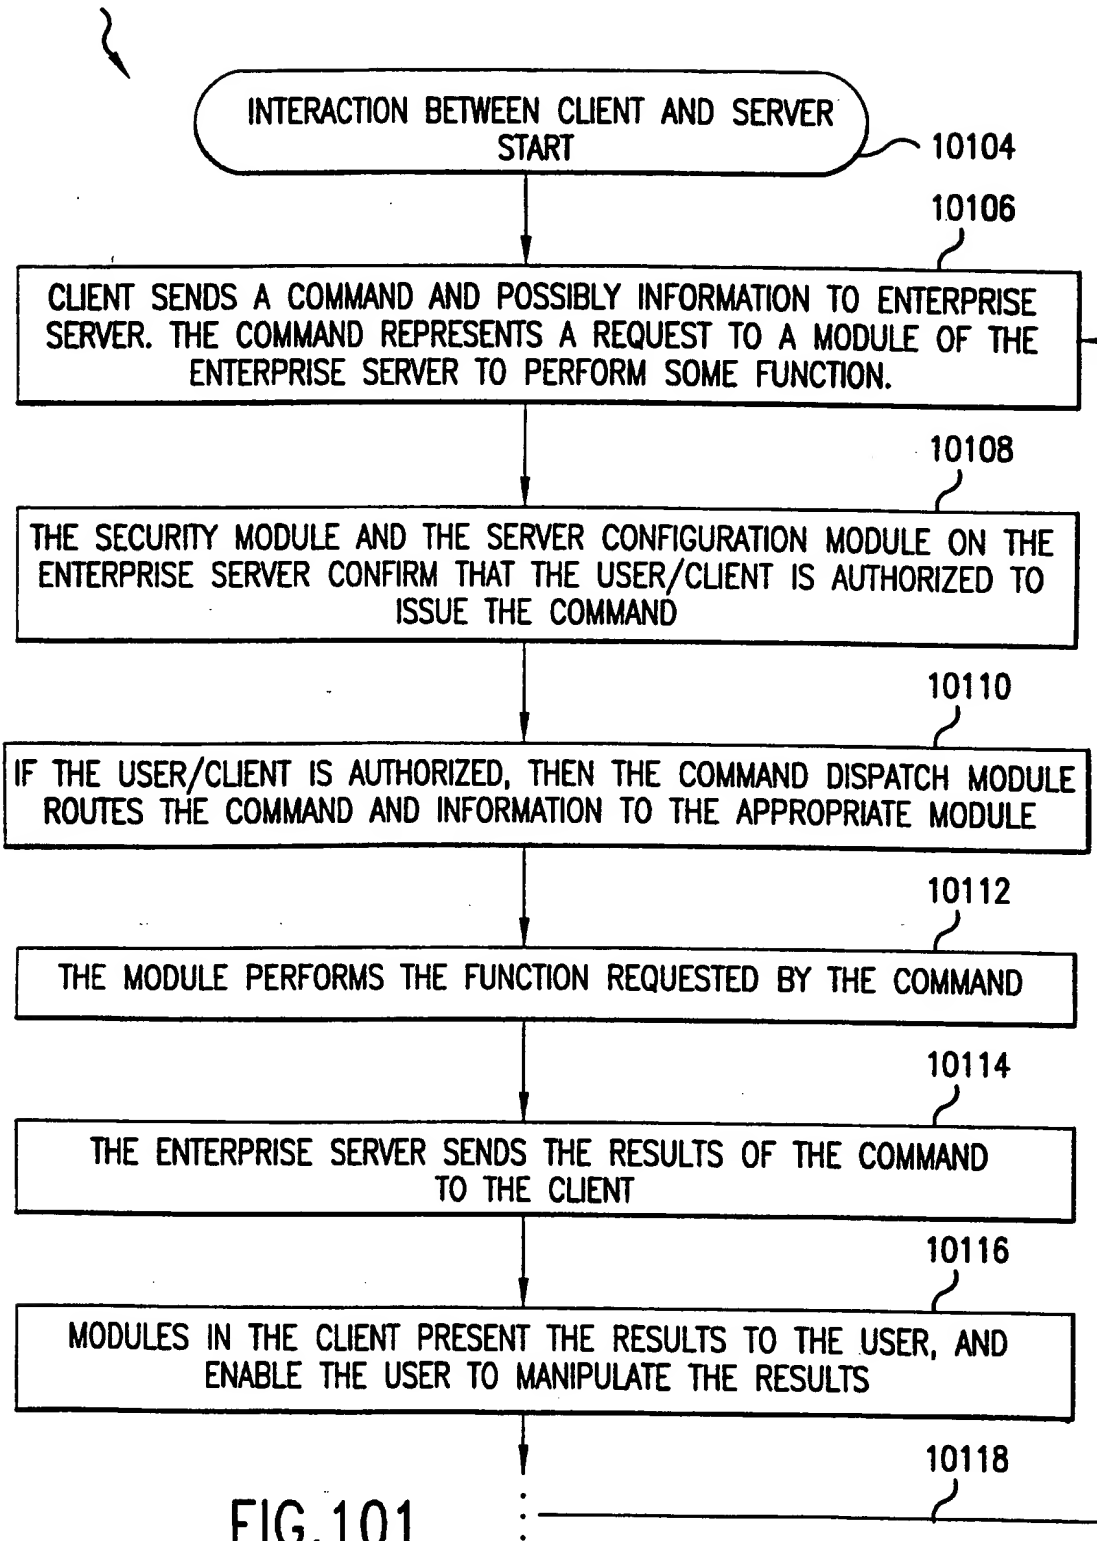 INTERACTION BETWEEN CLIENT AND SERVER
START
10104
10106
CLIENT SENDS A COMMAND AND POSSIBLY INFORMATION TO ENTERPRISE
SERVER. THE COMMAND REPRESENTS A REQUEST TO A MODULE OF THE
ENTERPRISE SERVER TO PERFORM SOME FUNCTION.
10108
THE SECURITY MODULE AND THE SERVER CONFIGURATION MODULE ON THE
ENTERPRISE SERVER CONFIRM THAT THE USER/CLIENT IS AUTHORIZED TO
ISSUE THE COMMAND
10110
IF THE USER/CLIENT IS AUTHORIZED, THEN THE COMMAND DISPATCH MODULE
ROUTES THE COMMAND AND INFORMATION TO THE APPROPRIATE MODULE
10112
THE MODULE PERFORMS THE FUNCTION REQUESTED BY THE COMMAND
10114
THE ENTERPRISE SERVER SENDS THE RESULTS OF THE COMMAND
TO THE CLIENT
10116
MODULES IN THE CLIENT PRESENT THE RESULTS TO THE USER, AND
ENABLE THE USER TO MANIPULATE THE RESULTS
10118
FIG.101